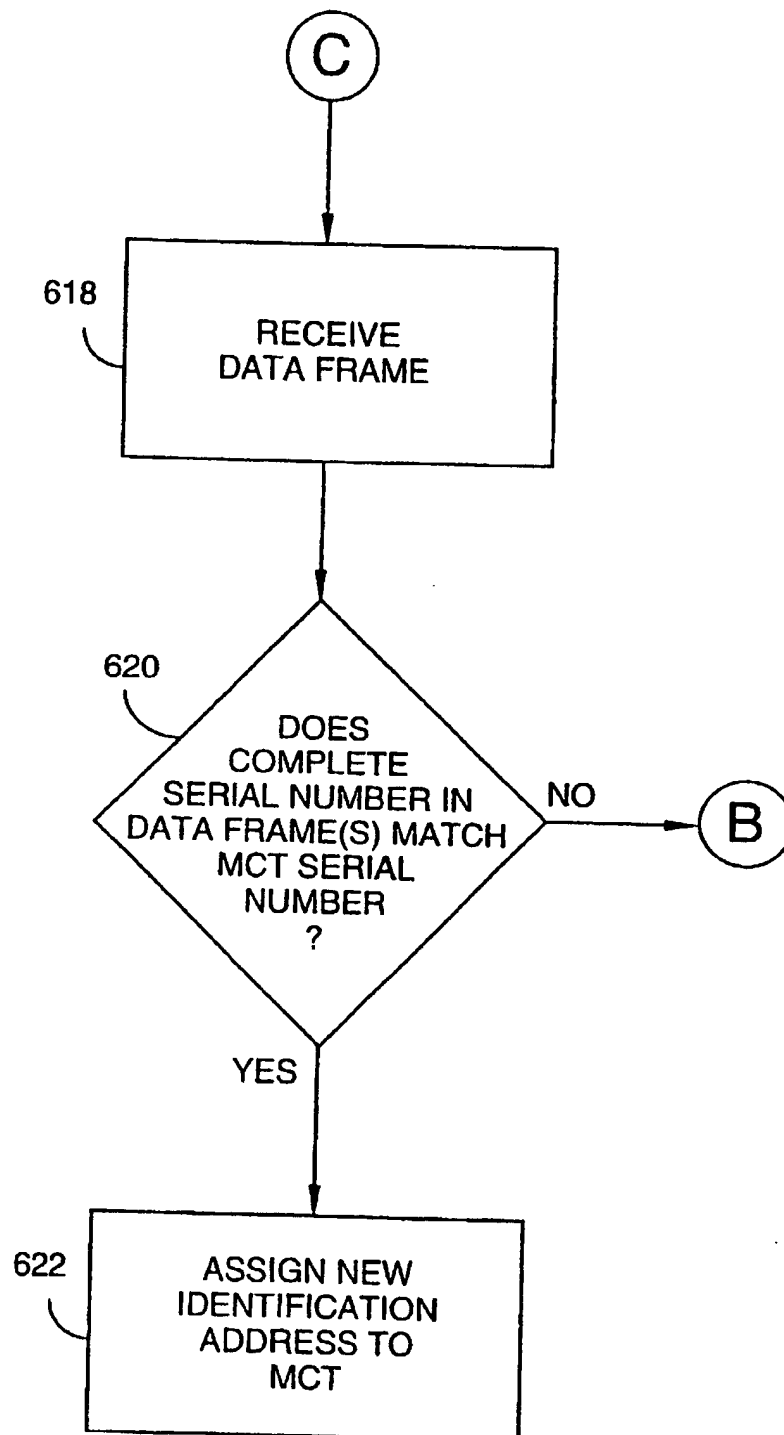 C
618
RECEIVE
DATA FRAME
620
DOES
COMPLETE
SERIAL NUMBER IN
DATA FRAME(S) MATCH
MCT SERIAL
NUMBER
?
NO
B
YES
622
ASSIGN NEW
IDENTIFICATION
ADDRESS TO
MCT